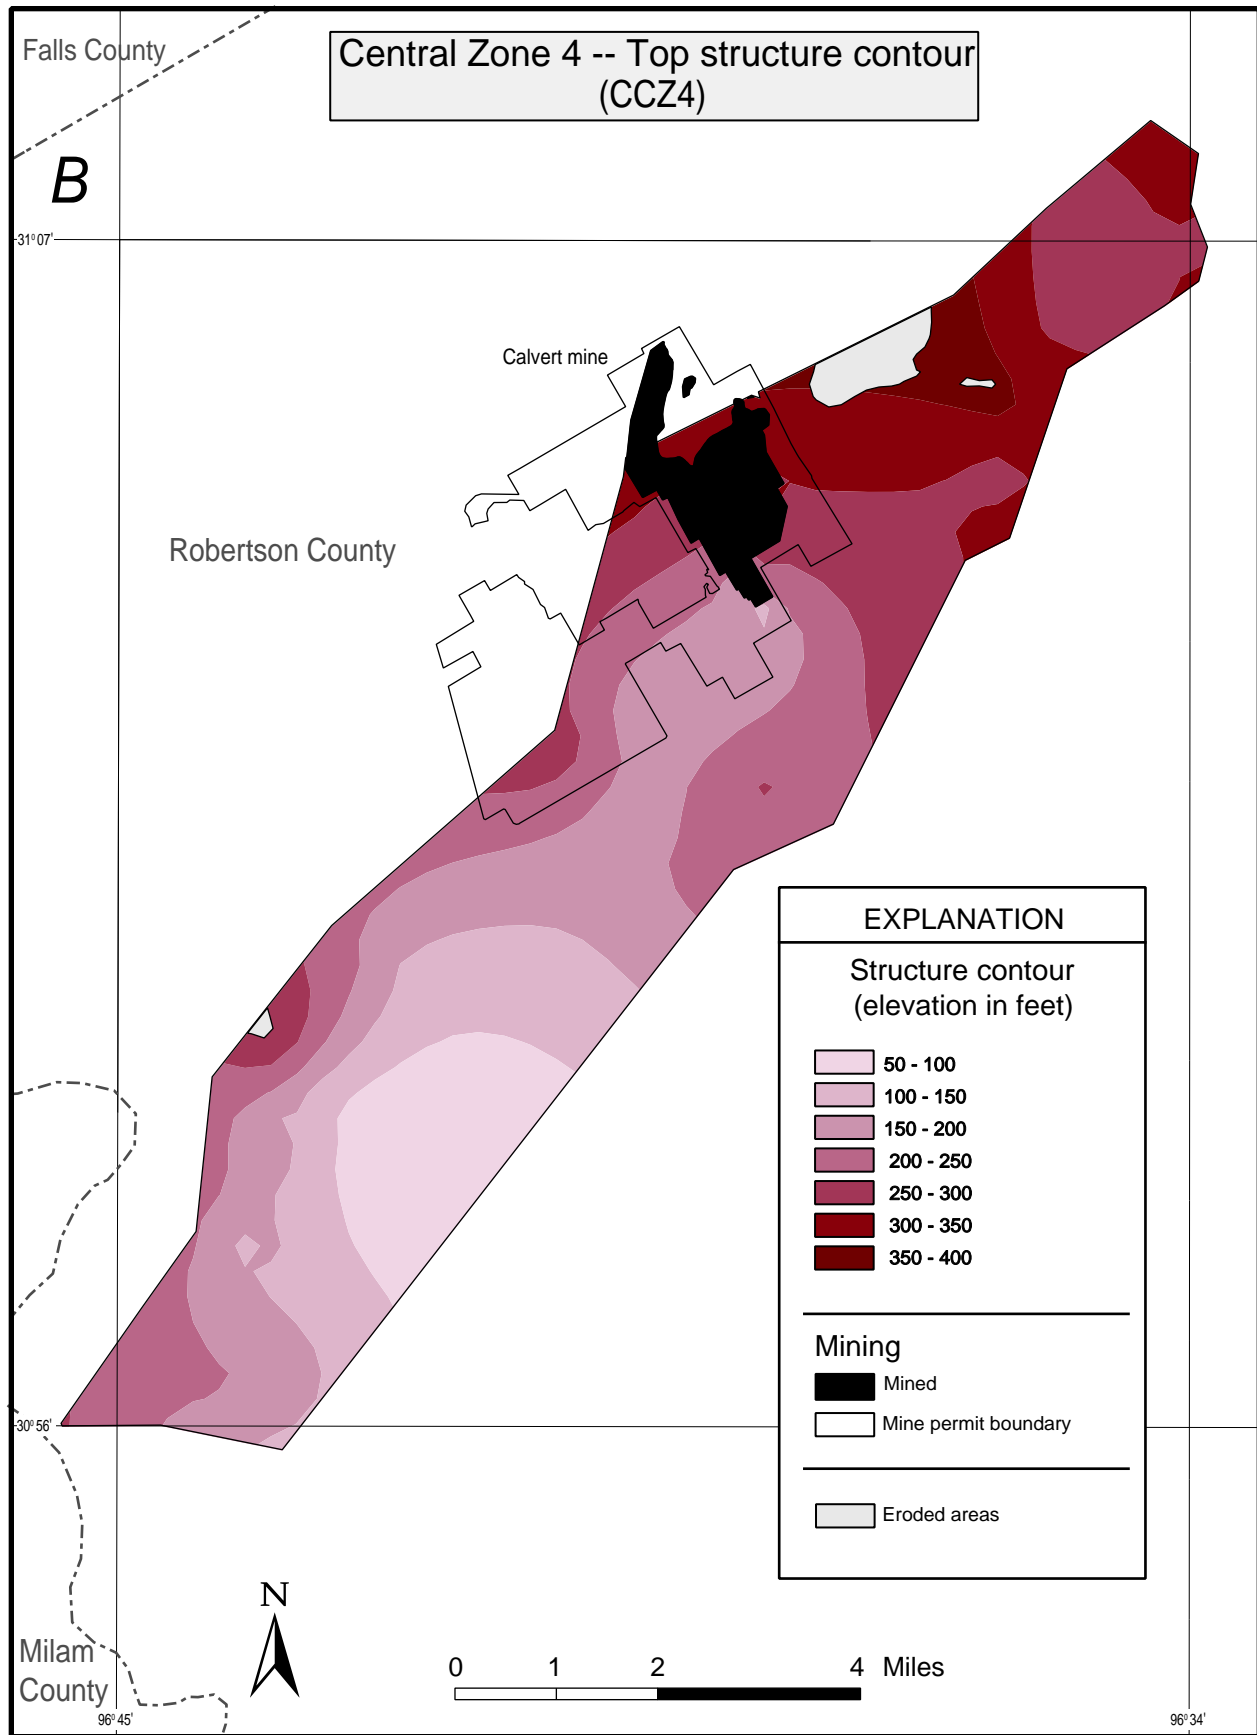 Falls County
Central Zone 4 -- Top structure contour
(CCZ4)
B
31° 07'
Calvert mine
Robertson County
EXPLANATION
Structure contour
(elevation in feet)
50 - 100
100 - 150
150 - 200
200 - 250
250 - 300
300 - 350
350 - 400
Mining
Mined
Mine permit boundary
Eroded areas
30° 56'
N
Milam
County
0 1 2 4 Miles
96° 45'
96° 34'